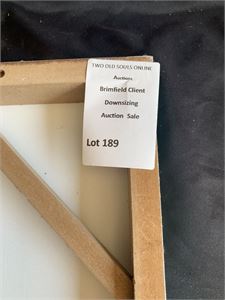 TWO OLD SOULS ONLINE
Auctions
Brimfield Client
Downsizing
Auction Sale
Lot 189